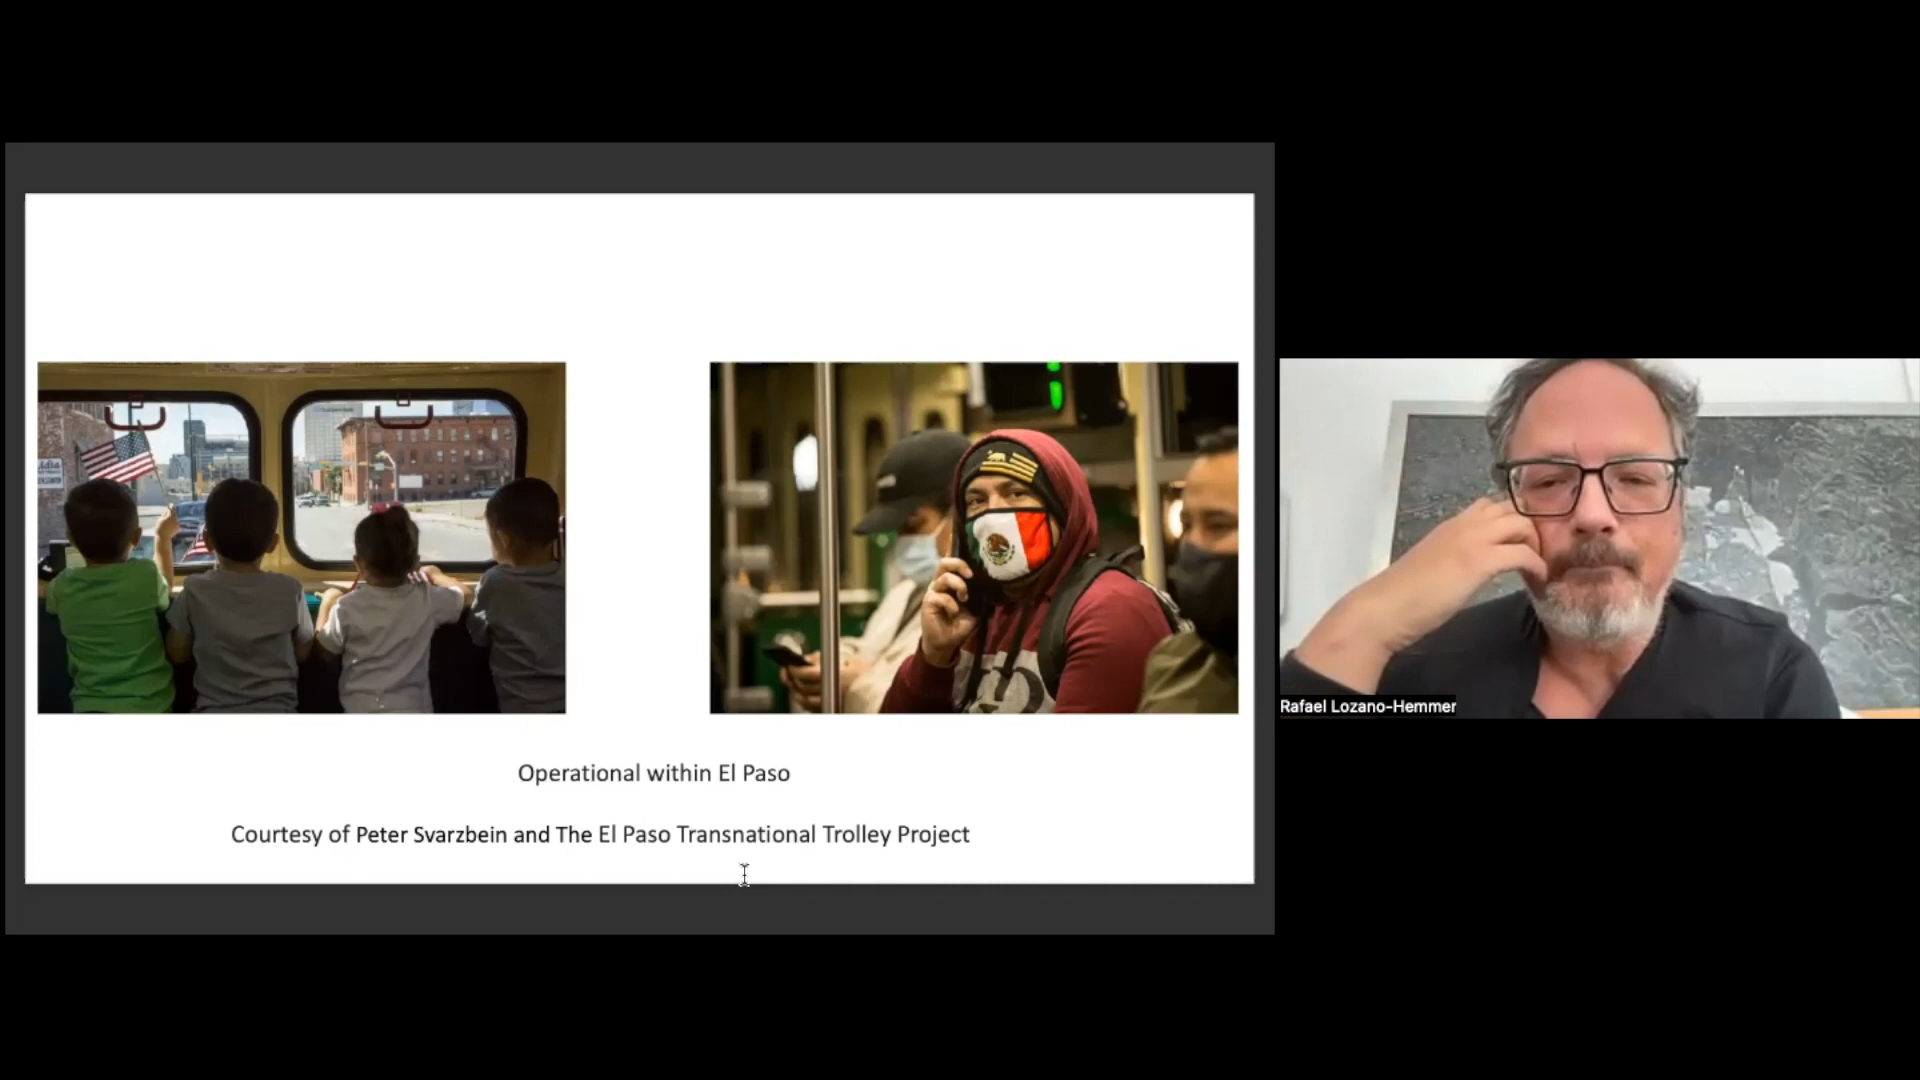 Operational within El Paso
Courtesy of Peter Svarzbein and The El Paso Transnational Trolley Project
Rafael Lozano-Hemmer